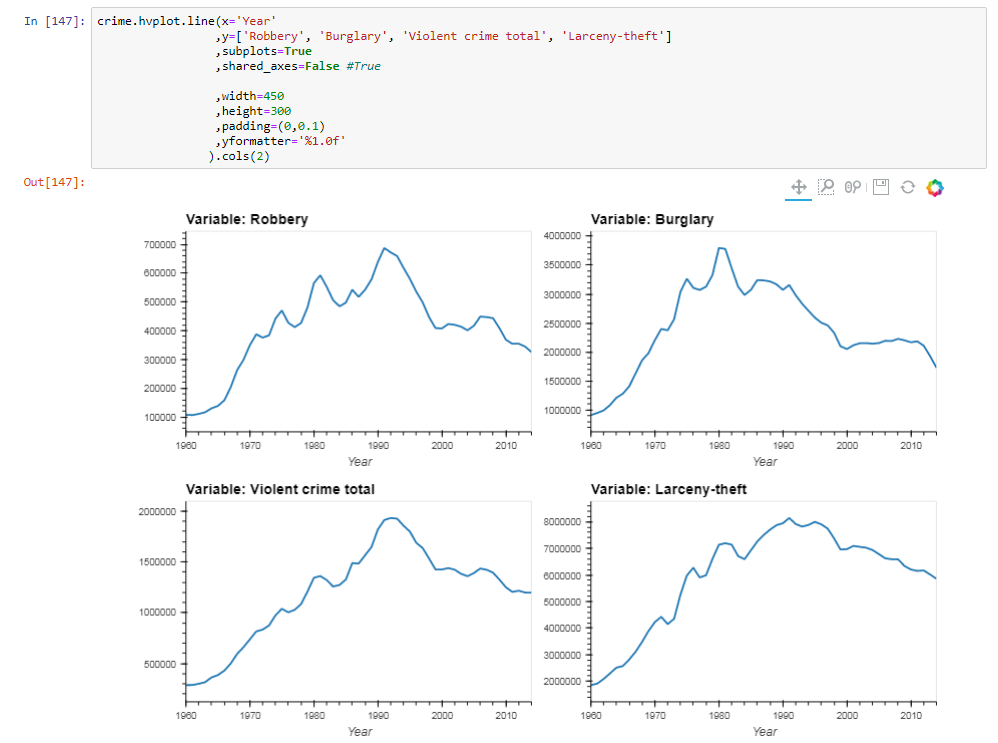 In [147]: crime.hvplot.line(x='Year'
,y=['Robbery', 'Burglary', 'Violent crime total', 'Larceny-theft']
,subplots=True
,shared_axes=False #True
,width=450
,height=300
,padding=(0,0.1)
,yformatter='%1.0f'
).cols(2)
Out[147]:
Variable: Robbery
700000
600000
500000
400000
300000
200000
100000
1960 1970 1980 1990 2000 2010
Year
Variable: Burglary
4000000
3500000
3000000
2500000
2000000
1500000
1000000
1960 1970 1980 1990 2000 2010
Year
Variable: Violent crime total
2000000
1500000
1000000
500000
1960 1970 1980 1990 2000 2010
Year
Variable: Larceny-theft
8000000
7000000
6000000
5000000
4000000
3000000
2000000
1960 1970 1980 1990 2000 2010
Year